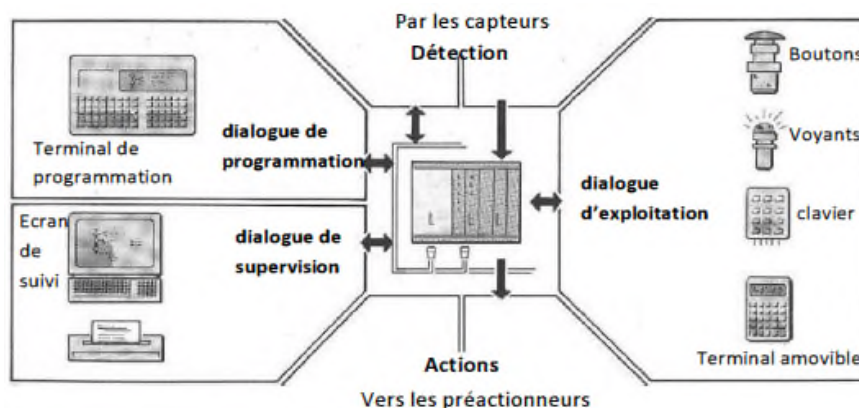 Par les capteurs
Détection
Terminal de
programmation
dialogue de
programmation
Ecran
de
suivi
dialogue de
supervision
dialogue
d'exploitation
Boutons
Voyants
clavier
Terminal amovible
Actions
Vers les préactionneurs